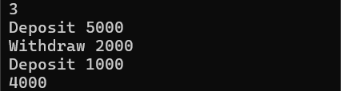 3
Deposit 5000
Withdraw 2000
Deposit 1000
4000